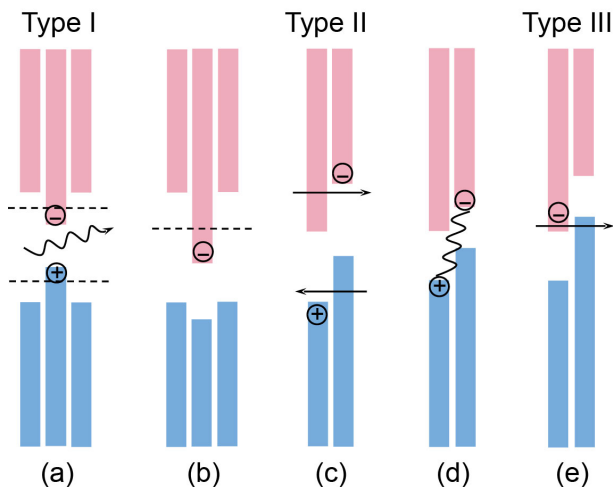 Type I
Type II
Type III
−
+
−
−
+
−
+
−
(a)
(b)
(c)
(d)
(e)